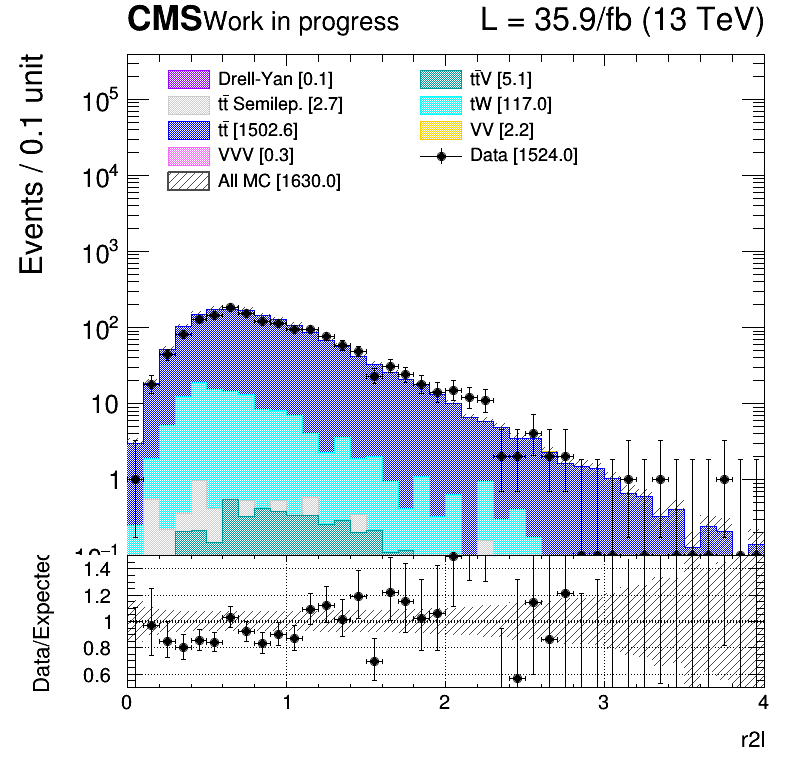 CMS Work in progress L = 35.9/fb (13 TeV)
Events / 0.1 unit
Drell-Yan [0.1]
tt̄ Semilep. [2.7]
tt̄ [1502.6]
VVV [0.3]
All MC [1630.0]
tt̄V [5.1]
tW [117.0]
VV [2.2]
Data [1524.0]
10⁵
10⁴
10³
10²
10
1
10⁻¹
Data/Expected
1.4
1.2
1
0.8
0.6
0 1 2 3 4
r2l